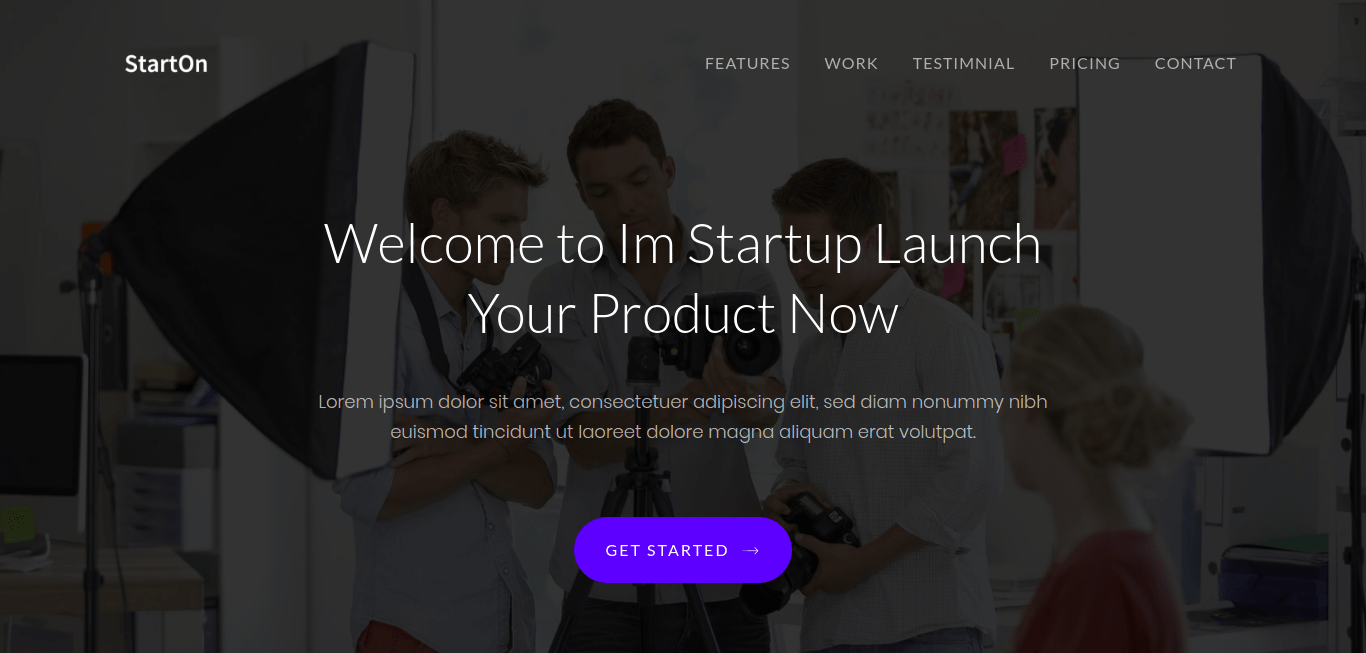 StartOn
FEATURES WORK TESTIMNIAL PRICING CONTACT
Welcome to Im Startup Launch
Your Product Now
Lorem ipsum dolor sit amet, consectetuer adipiscing elit, sed diam nonummy nibh
euismod tincidunt ut laoreet dolore magna aliquam erat volutpat.
GET STARTED →